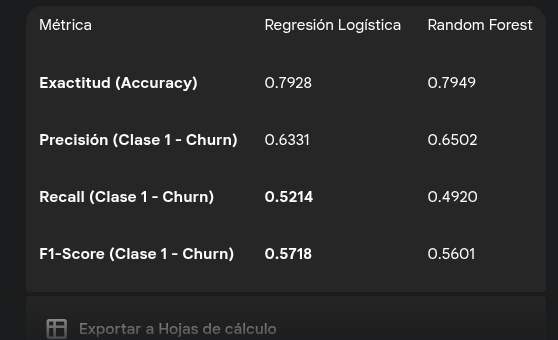 Métrica Regresión Logística Random Forest
Exactitud (Accuracy) 0.7928 0.7949
Precisión (Clase 1 - Churn) 0.6331 0.6502
Recall (Clase 1 - Churn) 0.5214 0.4920
F1-Score (Clase 1 - Churn) 0.5718 0.5601
Exportar a Hojas de cálculo